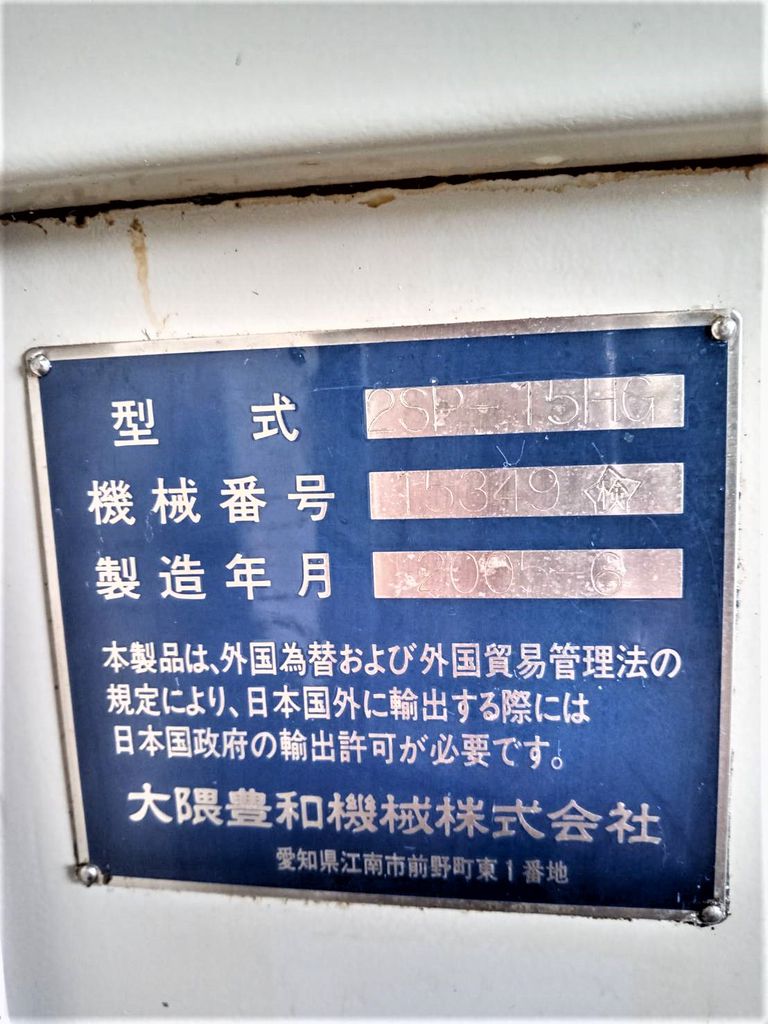 型式 2SP-15HG
機械番号 15349 検
製造年月 2005-6
本製品は、外国為替および外国貿易管理法の
規定により、日本国外に輸出する際には
日本国政府の輸出許可が必要です。
大隈豊和機械株式会社
愛知県江南市前野町東1番地